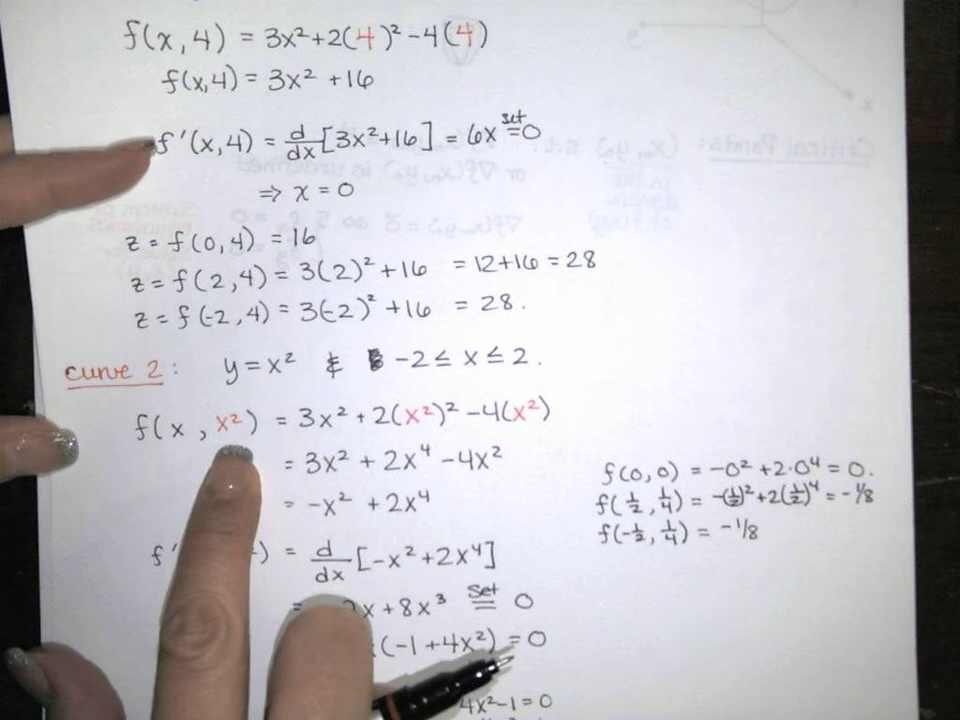 f(x, 4) = 3x² + 2(4)² - 4(4)
f(x,4) = 3x² + 16
f'(x,4) = d/dx [3x²+16] = 6x set= 0
⇒ x = 0
z = f(0,4) = 16
z = f(2,4) = 3(2)² + 16 = 12+16 = 28
z = f(-2,4) = 3(-2)² + 16 = 28.
curve 2: y = x² & -2 ≤ x ≤ 2.
f(x, x²) = 3x² + 2(x²)² - 4(x²)
= 3x² + 2x⁴ - 4x²
= -x² + 2x⁴
f' ) = d/dx [-x² + 2x⁴]
= 2x + 8x³ set= 0
(-1 + 4x²) = 0
4x² - 1 = 0
f(0,0) = -0² + 2·0⁴ = 0.
f(½, ¼) = -(½)² + 2(½)⁴ = -1/8
f(-½, ¼) = -1/8